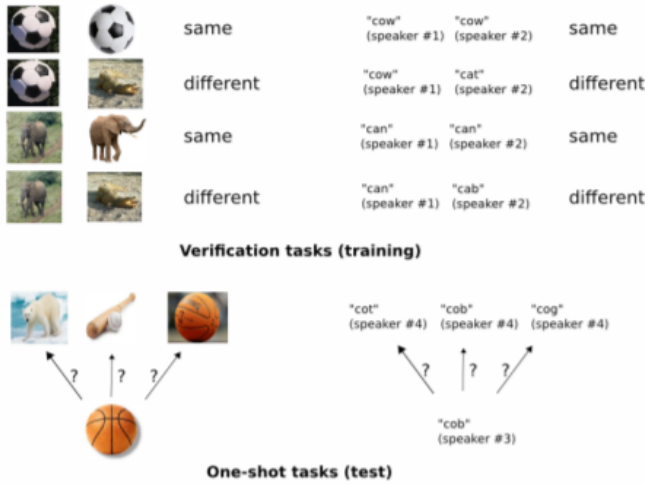 same "cow" "cow" same
(speaker #1) (speaker #2)
different "cow" "cat" different
(speaker #1) (speaker #2)
same "can" "can" same
(speaker #1) (speaker #2)
different "can" "cab" different
(speaker #1) (speaker #2)
Verification tasks (training)
"cot" "cob" "cog"
(speaker #4) (speaker #4) (speaker #4)
? ? ? ? ? ?
"cob"
(speaker #3)
One-shot tasks (test)